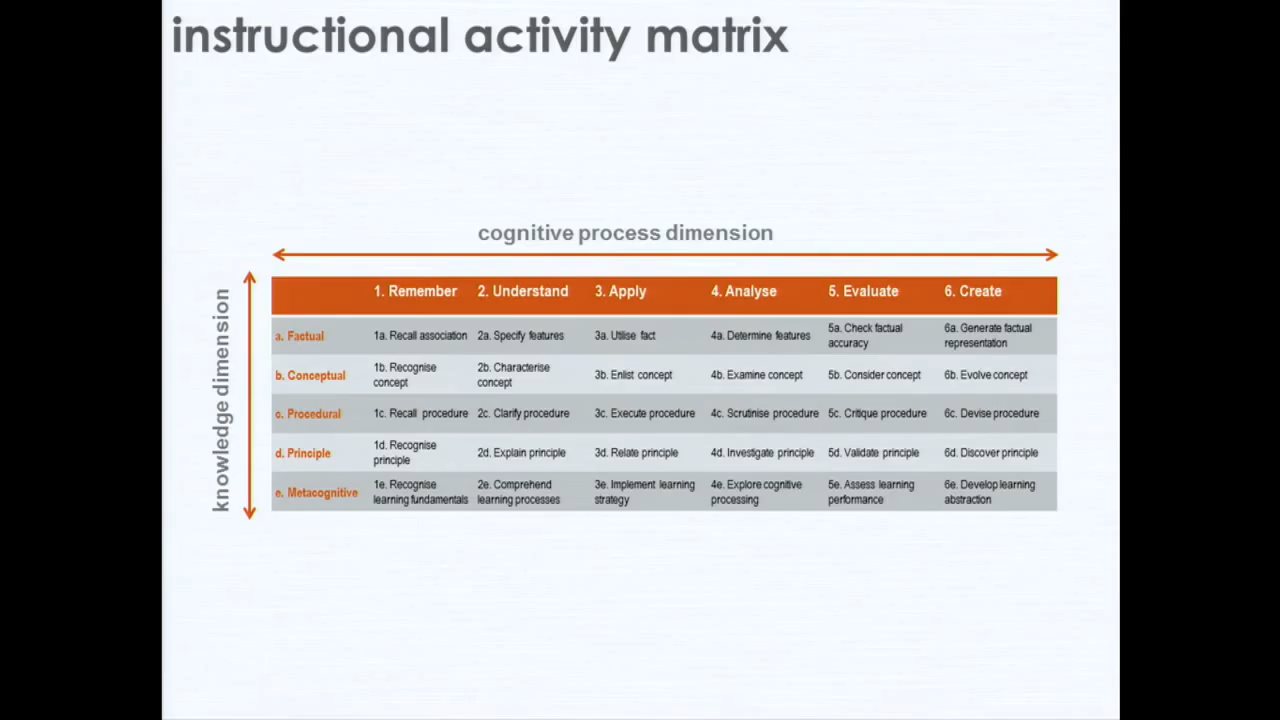 instructional activity matrix
cognitive process dimension
knowledge dimension
1. Remember 2. Understand 3. Apply 4. Analyse 5. Evaluate 6. Create
a. Factual 1a. Recall association 2a. Specify features 3a. Utilise fact 4a. Determine features 5a. Check factual accuracy 6a. Generate factual representation
b. Conceptual 1b. Recognise concept 2b. Characterise concept 3b. Enlist concept 4b. Examine concept 5b. Consider concept 6b. Evolve concept
c. Procedural 1c. Recall procedure 2c. Clarify procedure 3c. Execute procedure 4c. Scrutinise procedure 5c. Critique procedure 6c. Devise procedure
d. Principle 1d. Recognise principle 2d. Explain principle 3d. Relate principle 4d. Investigate principle 5d. Validate principle 6d. Discover principle
e. Metacognitive 1e. Recognise learning fundamentals 2e. Comprehend learning processes 3e. Implement learning strategy 4e. Explore cognitive processing 5e. Assess learning performance 6e. Develop learning abstraction